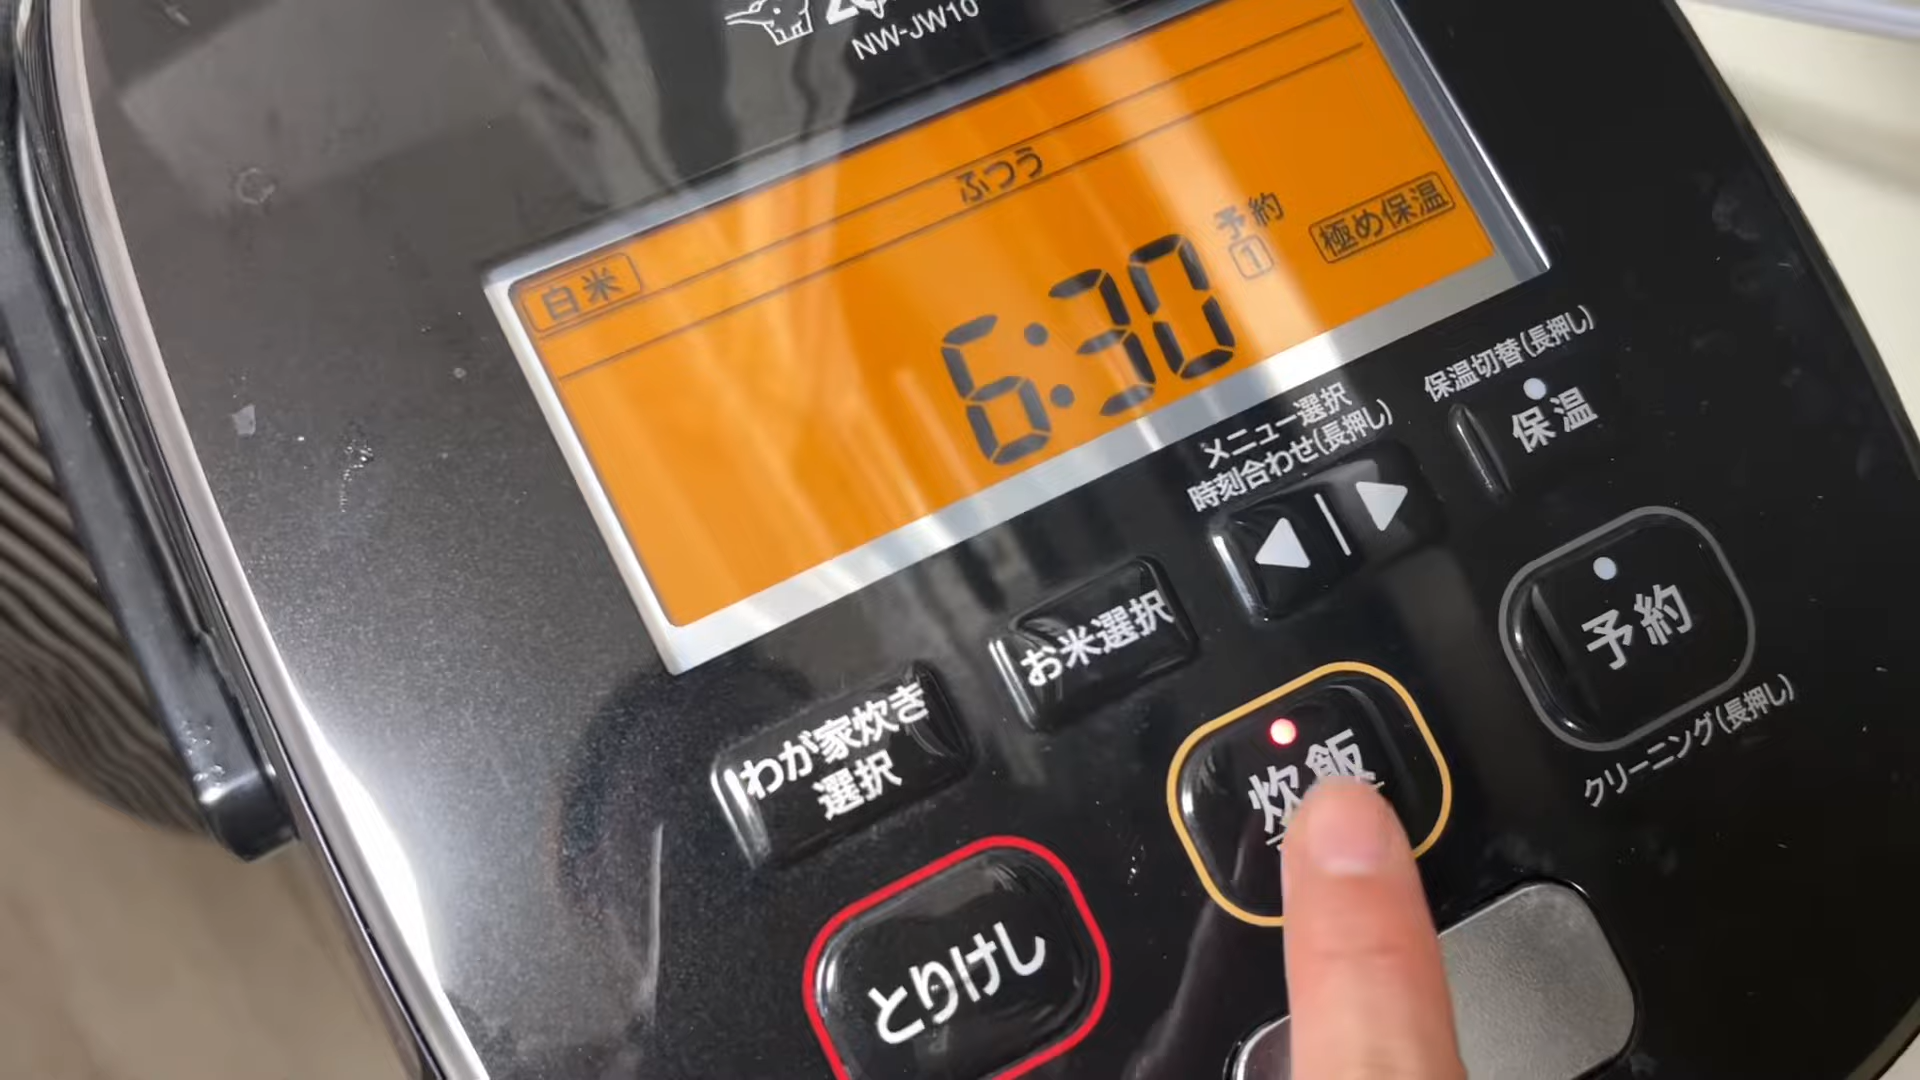 NW-JW10
ふつう
白米
6:30
予約
1
極め保温
メニュー選択
時刻合わせ(長押し)
保温切替(長押し)
保温
わが家炊き
選択
お米選択
予約
クリーニング(長押し)
炊飯
とりけし